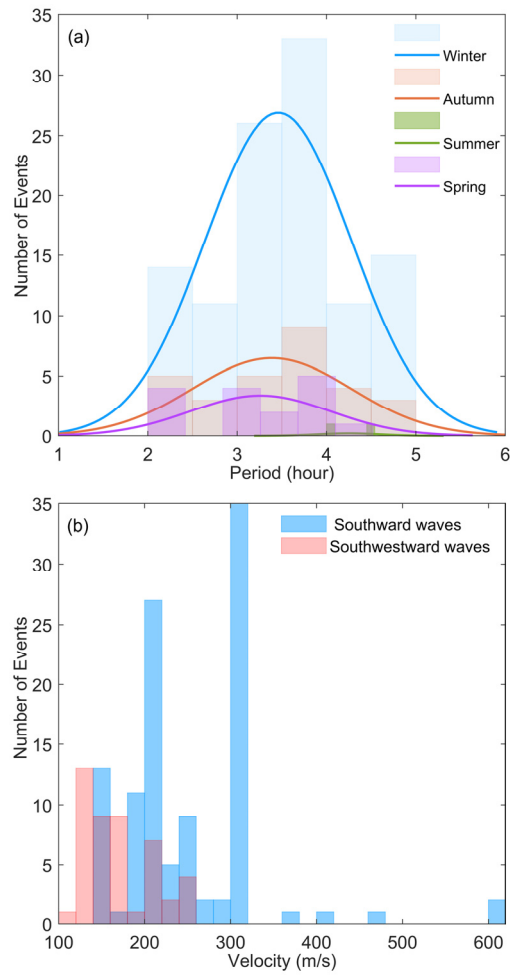 (a)
35
30
25
20
15
10
5
0
Number of Events
Winter
Autumn
Summer
Spring
1 2 3 4 5 6
Period (hour)
(b)
35
30
25
20
15
10
5
0
Number of Events
Southward waves
Southwestward waves
100 200 300 400 500 600
Velocity (m/s)